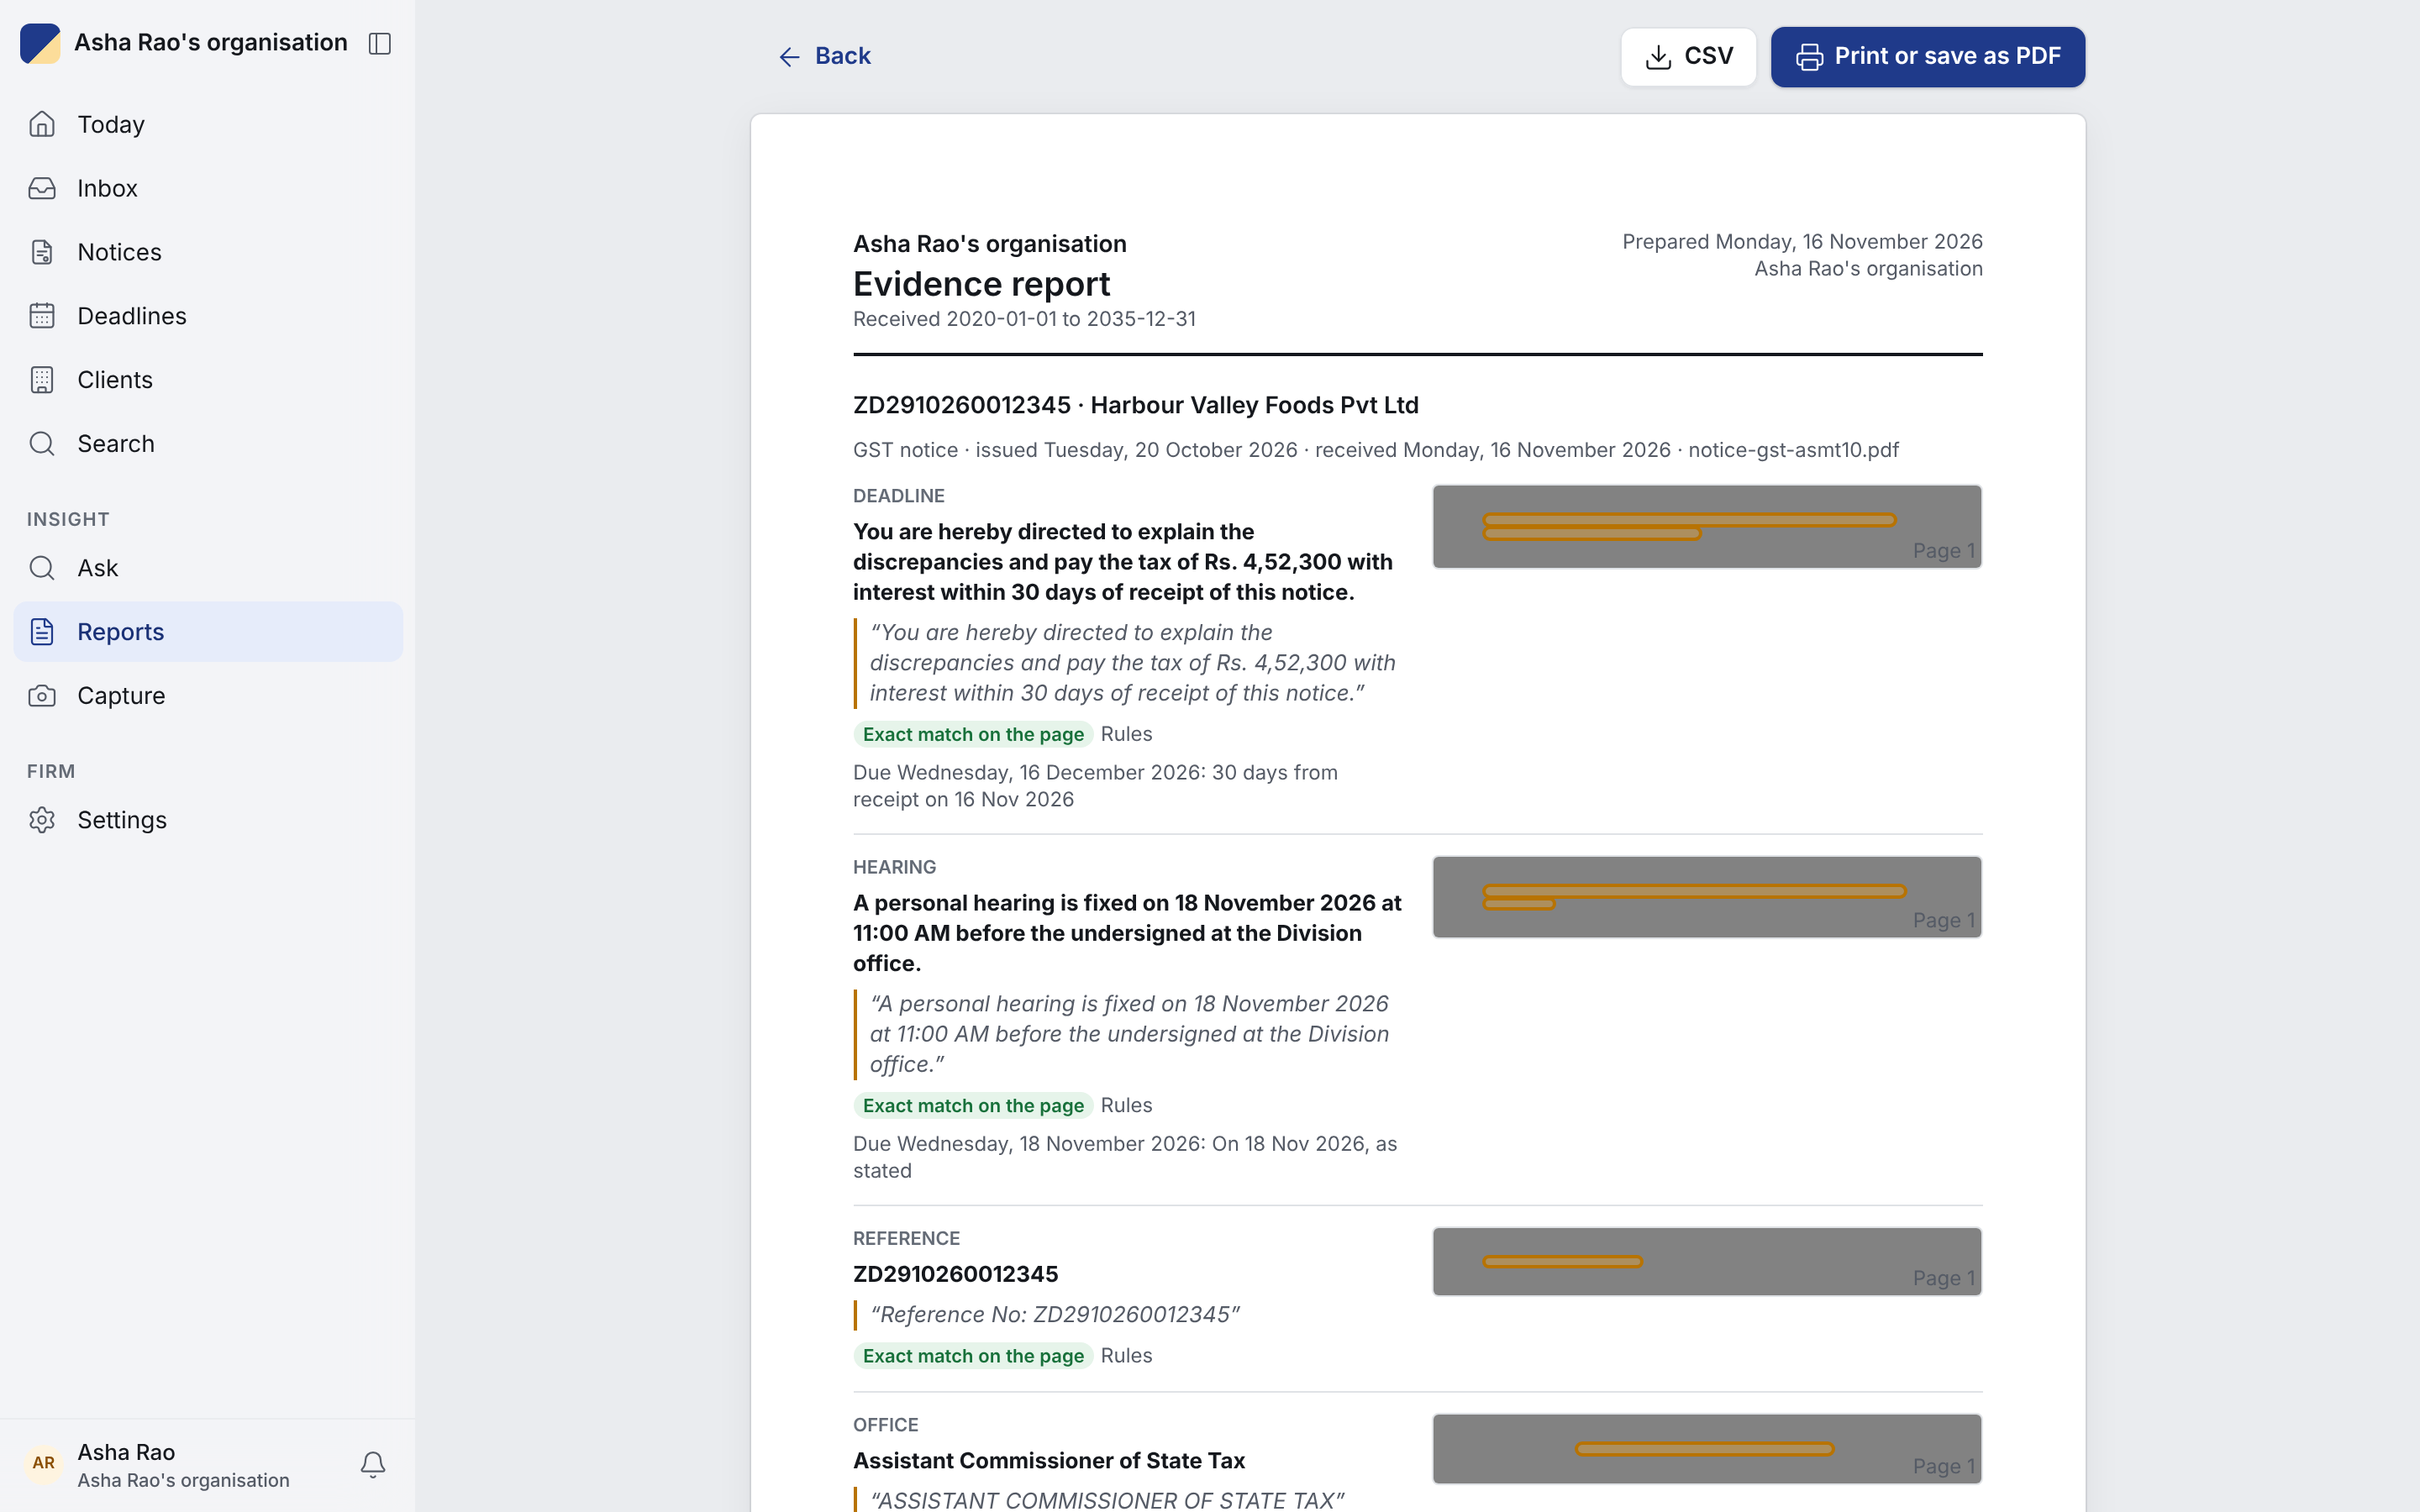 Asha Rao's organisation
Today
Inbox
Notices
Deadlines
Clients
Search
INSIGHT
Ask
Reports
Capture
FIRM
Settings
AR
Asha Rao
Asha Rao's organisation
Back
CSV
Print or save as PDF
Asha Rao's organisation
Evidence report
Received 2020-01-01 to 2035-12-31
Prepared Monday, 16 November 2026
Asha Rao's organisation
ZD2910260012345 · Harbour Valley Foods Pvt Ltd
GST notice · issued Tuesday, 20 October 2026 · received Monday, 16 November 2026 · notice-gst-asmt10.pdf
DEADLINE
You are hereby directed to explain the
discrepancies and pay the tax of Rs. 4,52,300 with
interest within 30 days of receipt of this notice.
“You are hereby directed to explain the
discrepancies and pay the tax of Rs. 4,52,300 with
interest within 30 days of receipt of this notice.”
Exact match on the page Rules
Due Wednesday, 16 December 2026: 30 days from
receipt on 16 Nov 2026
Page 1
HEARING
A personal hearing is fixed on 18 November 2026 at
11:00 AM before the undersigned at the Division
office.
“A personal hearing is fixed on 18 November 2026
at 11:00 AM before the undersigned at the Division
office.”
Exact match on the page Rules
Due Wednesday, 18 November 2026: On 18 Nov 2026, as
stated
Page 1
REFERENCE
ZD2910260012345
“Reference No: ZD2910260012345”
Exact match on the page Rules
Page 1
OFFICE
Assistant Commissioner of State Tax
“ASSISTANT COMMISSIONER OF STATE TAX”
Page 1